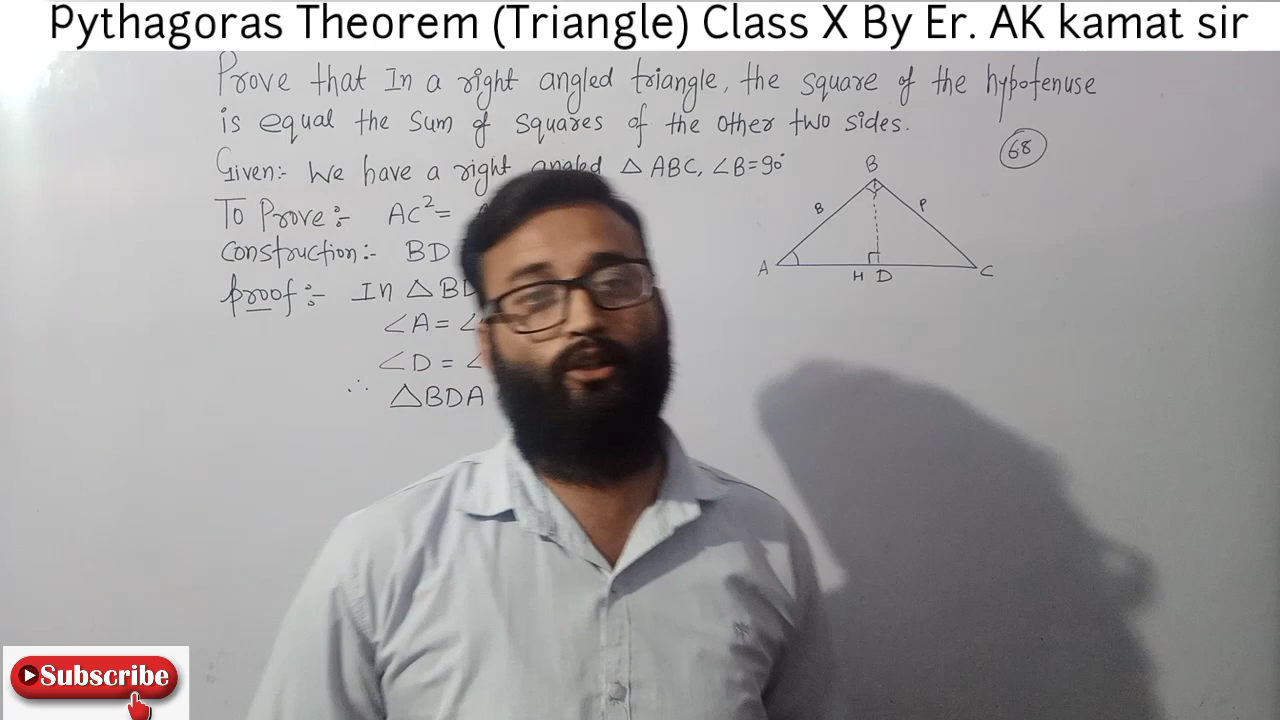 Pythagoras Theorem (Triangle) Class X By Er. AK kamat sir
Prove that In a right angled triangle, the square of the hypotenuse
is equal the sum of squares of the other two sides.
68
Given:- We have a right angled △ ABC, ∠B=90°
To Prove:- AC²=
Construction:- BD
Proof:- In △BD
∠A = ∠
∠D = ∠
∴ △BDA
B
B P
A H D C
Subscribe